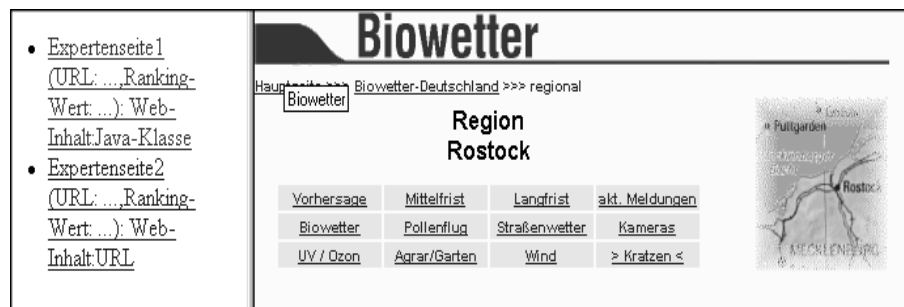 • Expertenseite1
(URL: ...,Ranking-
Wert: ...): Web-
Inhalt:Java-Klasse
• Expertenseite2
(URL: ...,Ranking-
Wert: ...): Web-
Inhalt:URL
Biowetter
Biowetter-Deutschland >>> regional
Biowetter
Region
Rostock
Vorhersage Mittelfrist Langfrist akt. Meldungen
Biowetter Pollenflug Straßenwetter Kameras
UV / Ozon Agrar/Garten Wind > Kratzen <
Puttgarden
Rostock
MECKLENBURG